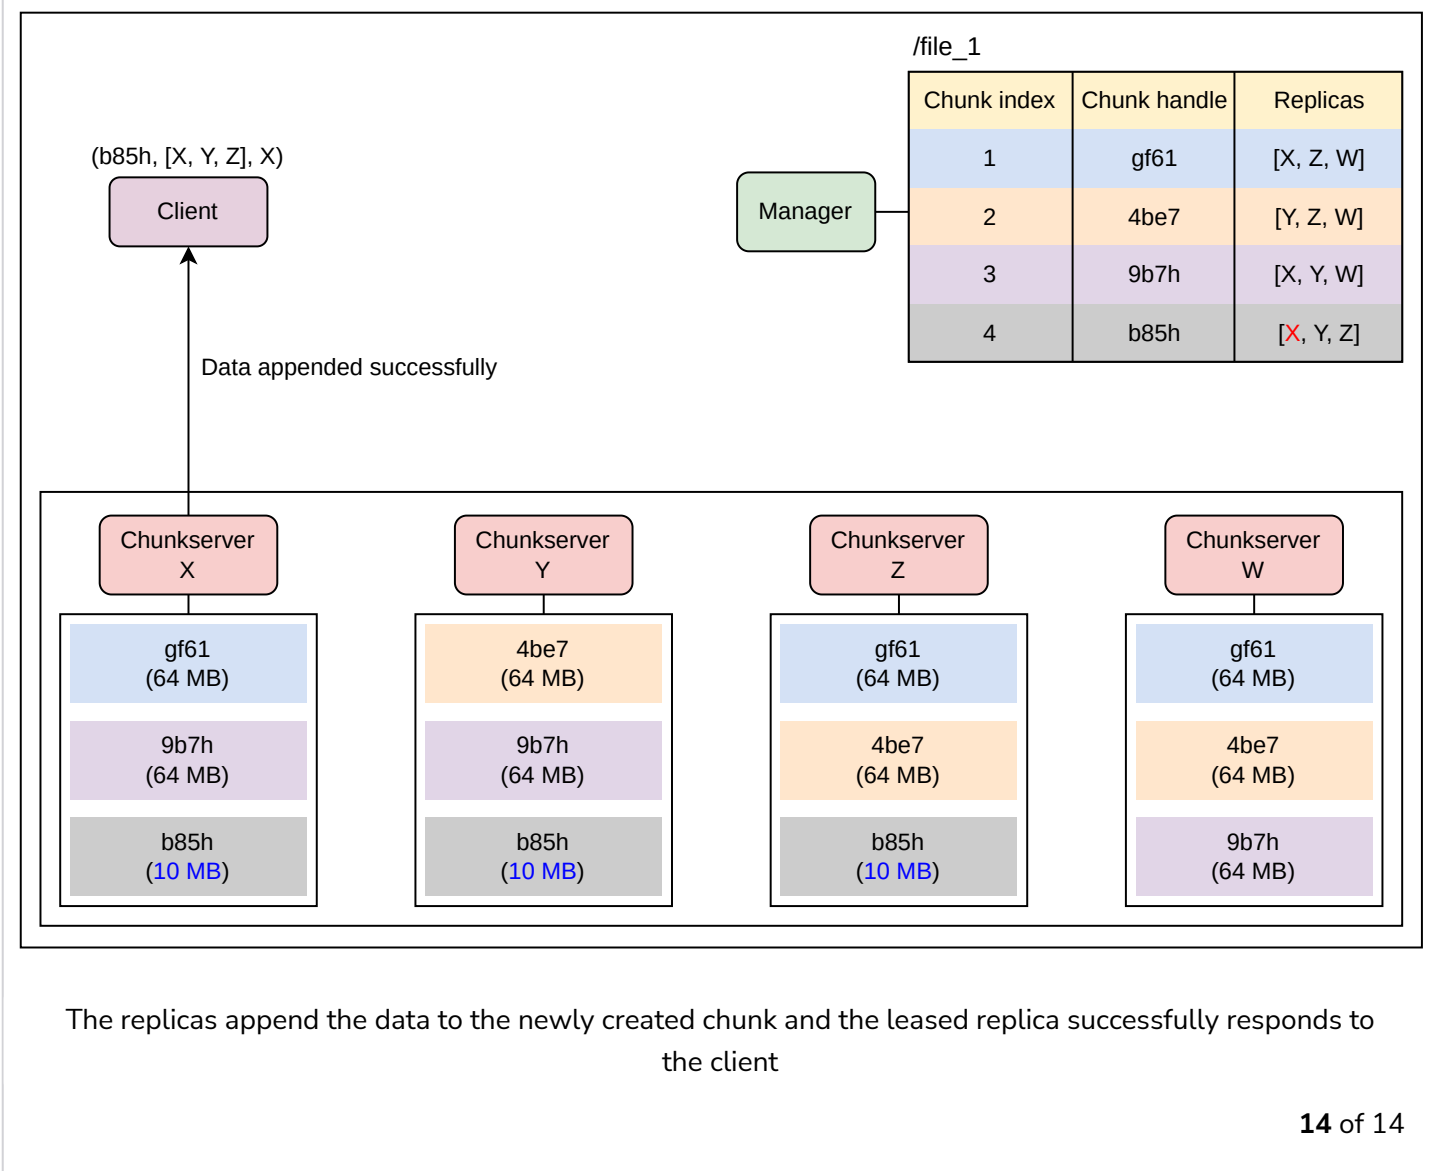 /file_1
Chunk index Chunk handle Replicas
1 gf61 [X, Z, W]
2 4be7 [Y, Z, W]
3 9b7h [X, Y, W]
4 b85h [X, Y, Z]
(b85h, [X, Y, Z], X)
Client
Manager
Data appended successfully
Chunkserver
X
gf61
(64 MB)
9b7h
(64 MB)
b85h
(10 MB)
Chunkserver
Y
4be7
(64 MB)
9b7h
(64 MB)
b85h
(10 MB)
Chunkserver
Z
gf61
(64 MB)
4be7
(64 MB)
b85h
(10 MB)
Chunkserver
W
gf61
(64 MB)
4be7
(64 MB)
9b7h
(64 MB)
The replicas append the data to the newly created chunk and the leased replica successfully responds to
the client
14 of 14